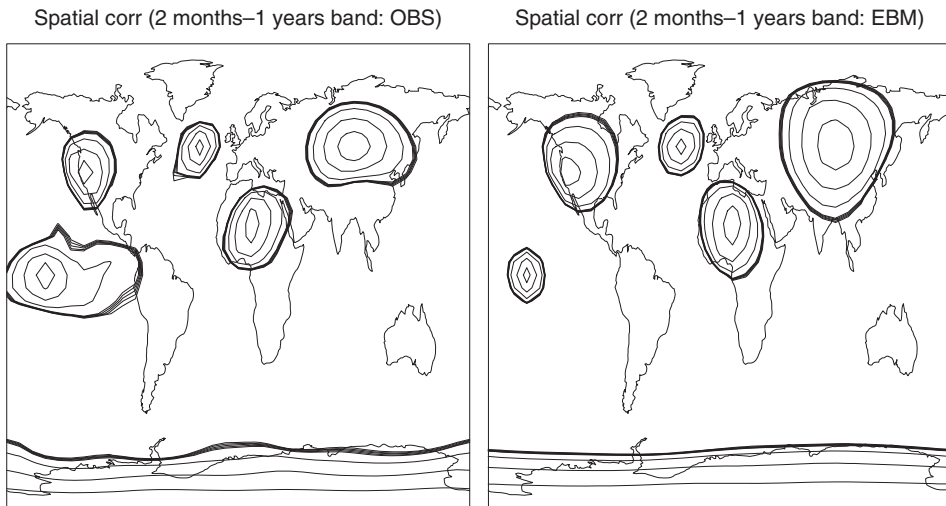 Spatial corr (2 months–1 years band: OBS)
Spatial corr (2 months–1 years band: EBM)